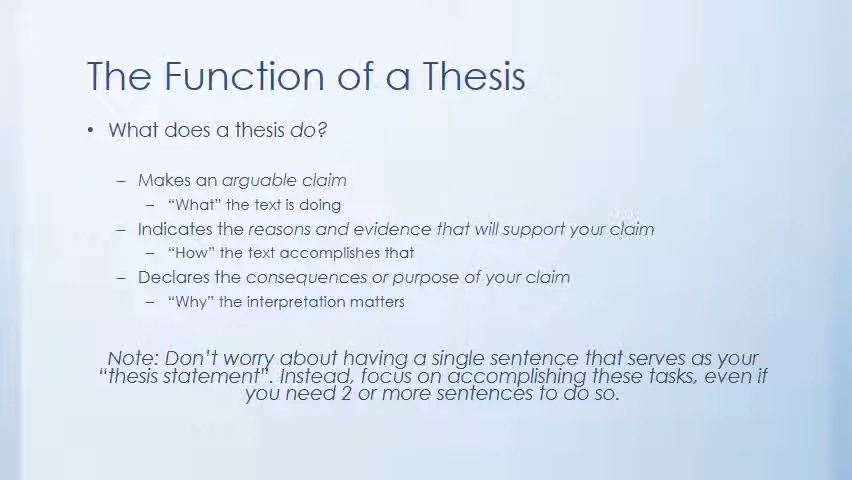 The Function of a Thesis
• What does a thesis do?
– Makes an arguable claim
– “What” the text is doing
– Indicates the reasons and evidence that will support your claim
– “How” the text accomplishes that
– Declares the consequences or purpose of your claim
– “Why” the interpretation matters
Note: Don’t worry about having a single sentence that serves as your
“thesis statement”. Instead, focus on accomplishing these tasks, even if
you need 2 or more sentences to do so.